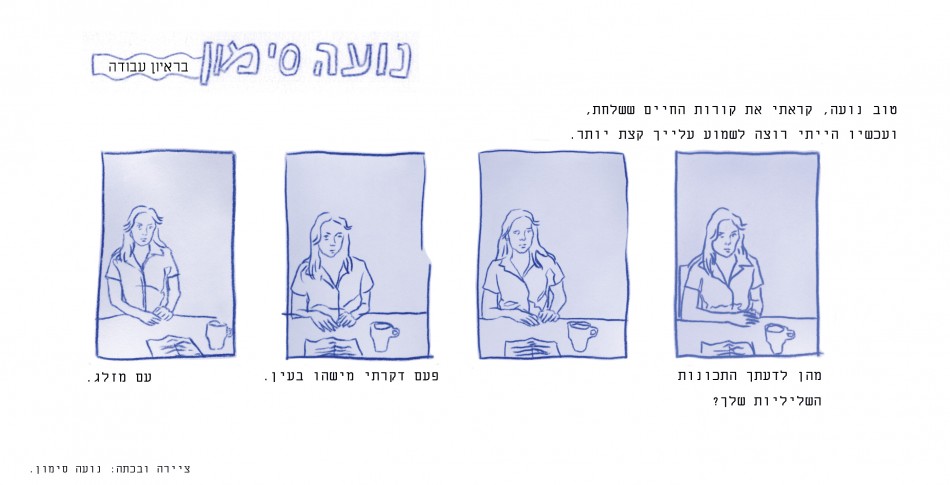 נועה סימון
בראיון עבודה
טוב נועה, קראתי את קורות החיים ששלחת,
ועכשיו הייתי רוצה לשמוע עלייך קצת יותר.
מהן לדעתך התכונות
השליליות שלך?
פעם דקרתי מישהו בעין.
עם מזלג.
ציירה ובכתה: נועה סימון.